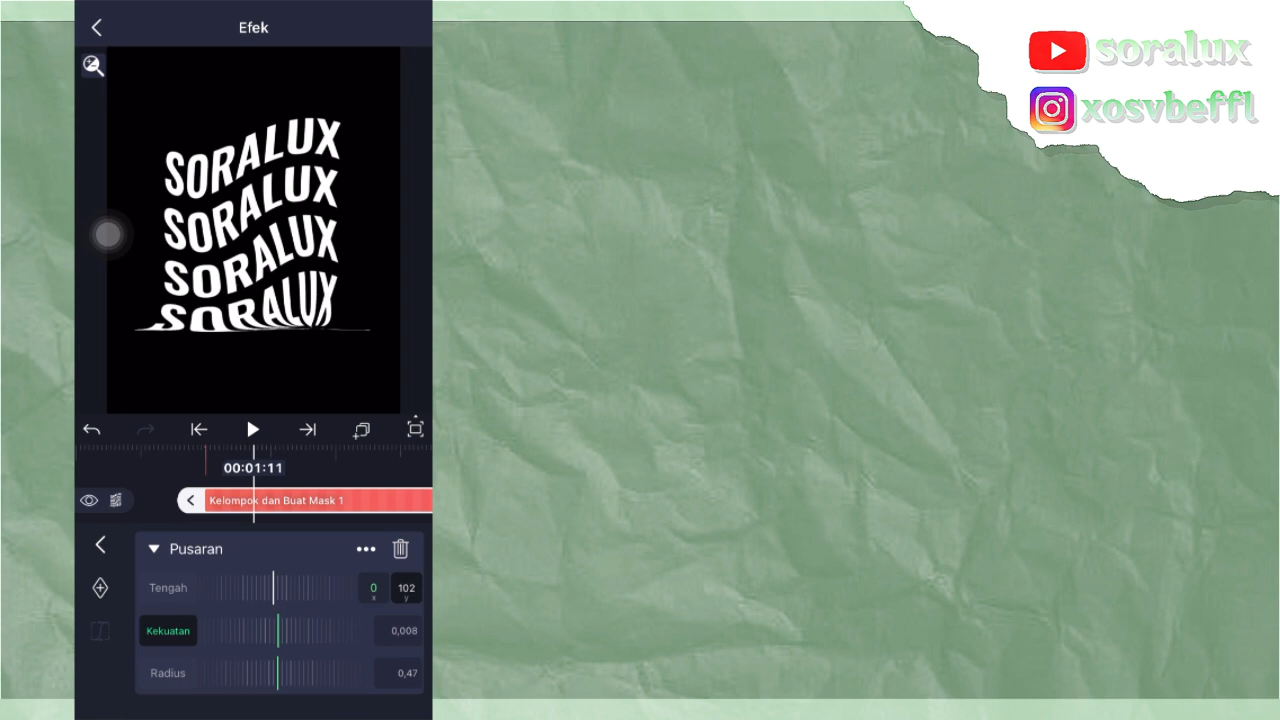 Efek
soralux
xosvbeffl
SORALUX
SORALUX
SORALUX
SORALUX
00:01:11
Kelompok dan Buat Mask 1
Pusaran
Tengah 0 x 102 y
Kekuatan 0,008
Radius 0,47